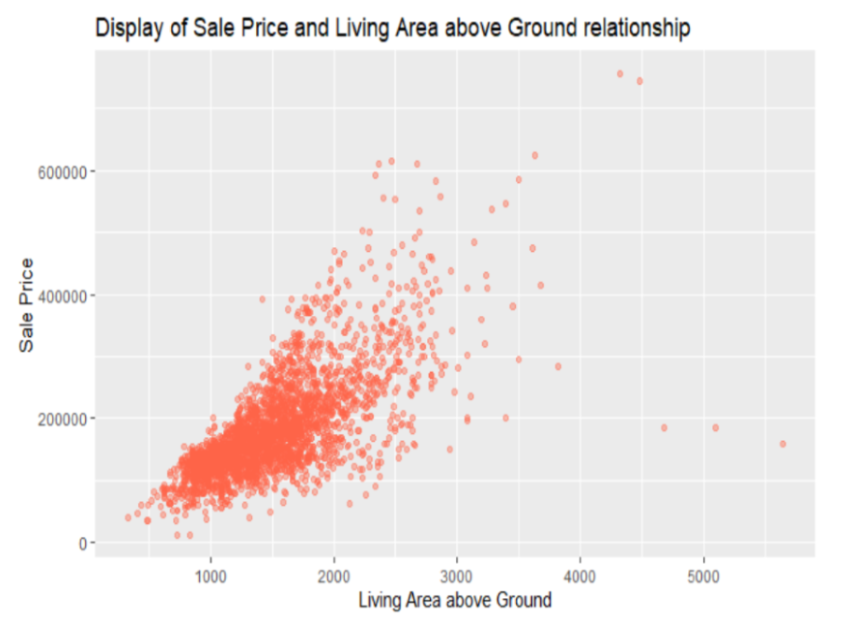 Display of Sale Price and Living Area above Ground relationship
Sale Price
600000
400000
200000
0
1000 2000 3000 4000 5000
Living Area above Ground